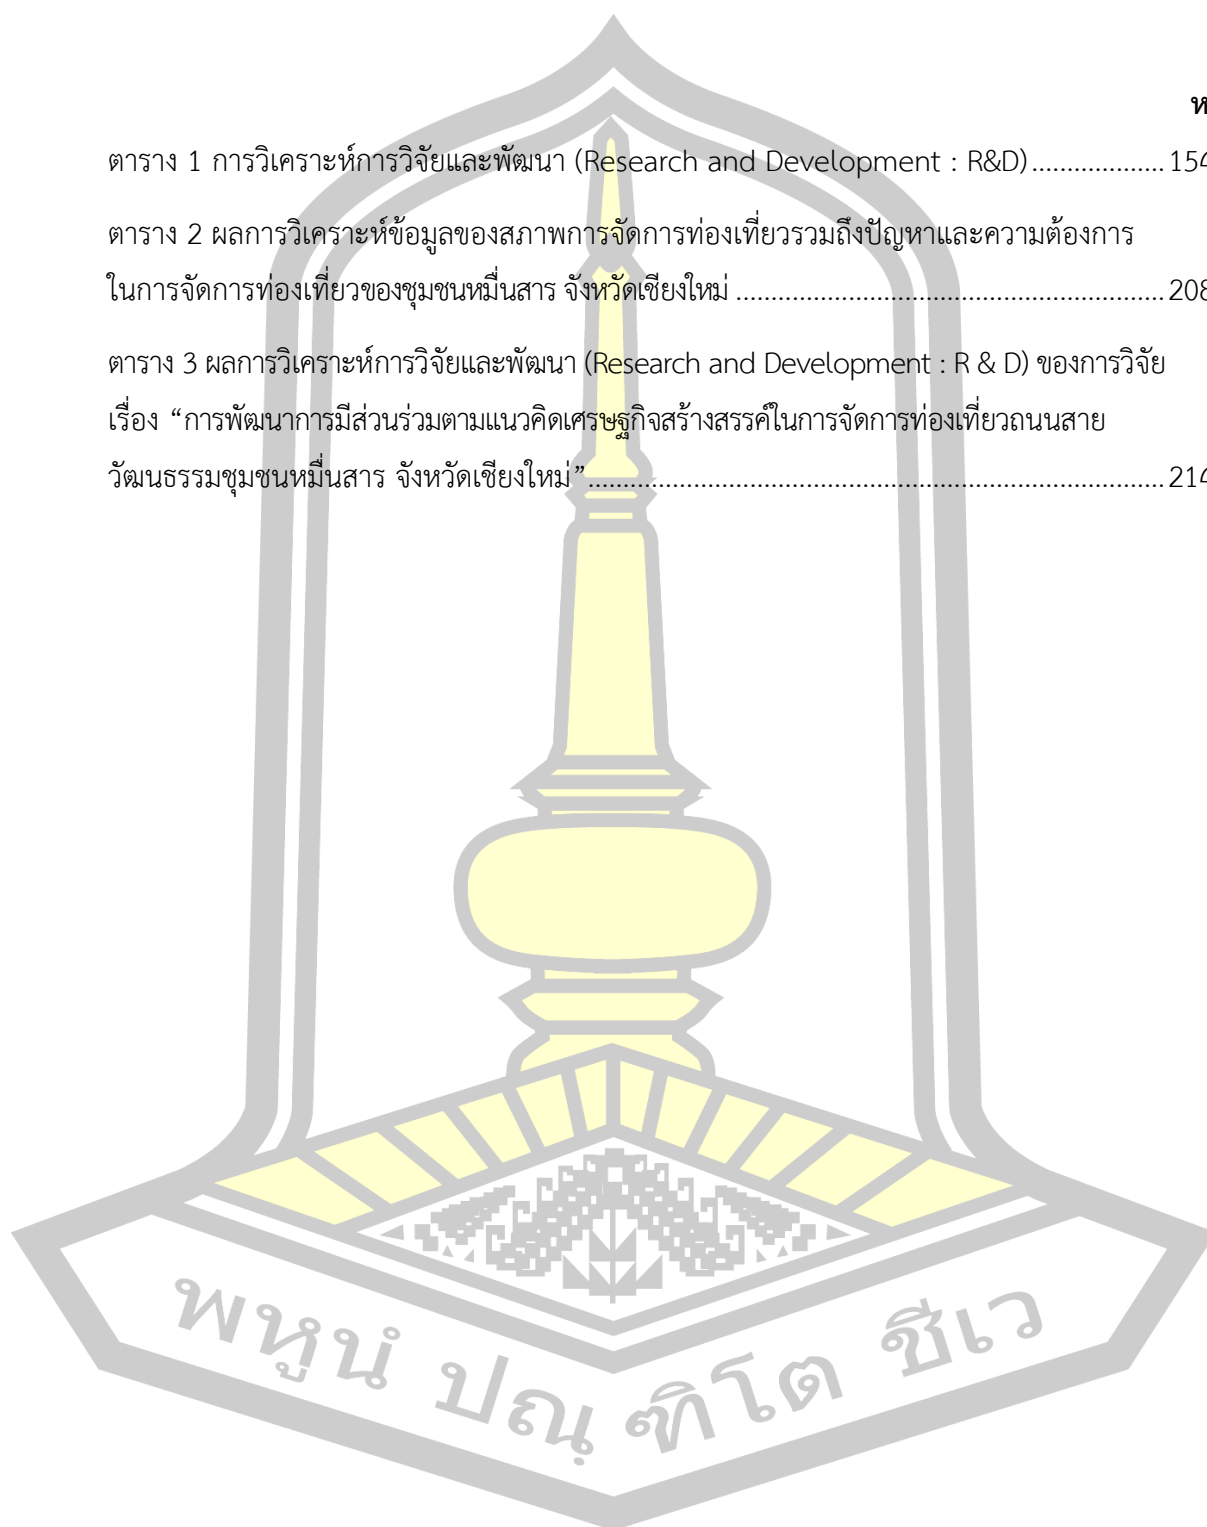 ห
ตาราง 1 การวิเคราะห์การวิจัยและพัฒนา (Research and Development : R&D)................... 154
ตาราง 2 ผลการวิเคราะห์ข้อมูลของสภาพการจัดการท่องเที่ยวรวมถึงปัญหาและความต้องการ
ในการจัดการท่องเที่ยวของชุมชนหมื่นสาร จังหวัดเชียงใหม่ ............................................................. 208
ตาราง 3 ผลการวิเคราะห์การวิจัยและพัฒนา (Research and Development : R & D) ของการวิจัย
เรื่อง “การพัฒนาการมีส่วนร่วมตามแนวคิดเศรษฐกิจสร้างสรรค์ในการจัดการท่องเที่ยวถนนสาย
วัฒนธรรมชุมชนหมื่นสาร จังหวัดเชียงใหม่”.................................................................................. 214
พหูนํ ปณฺฑิโต ชีเว